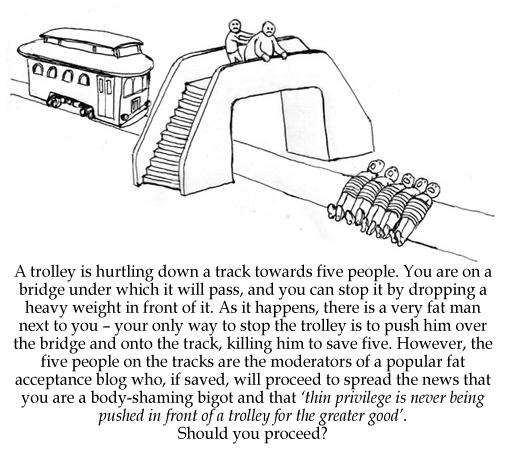 A trolley is hurtling down a track towards five people. You are on a
bridge under which it will pass, and you can stop it by dropping a
heavy weight in front of it. As it happens, there is a very fat man
next to you – your only way to stop the trolley is to push him over
the bridge and onto the track, killing him to save five. However, the
five people on the tracks are the moderators of a popular fat
acceptance blog who, if saved, will proceed to spread the news that
you are a body-shaming bigot and that ‘thin privilege is never being
pushed in front of a trolley for the greater good’.
Should you proceed?